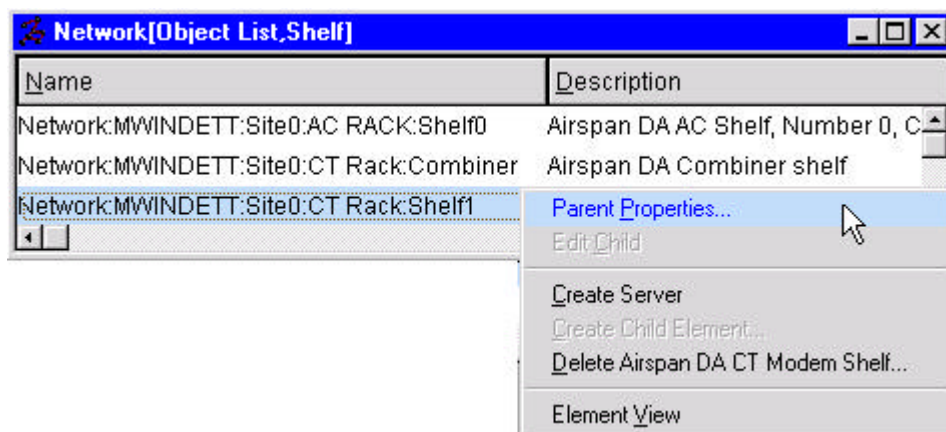 Network[Object List,Shelf]
Name Description
Network:MWINDETT:Site0:AC RACK:Shelf0 Airspan DA AC Shelf, Number 0, C
Network:MWINDETT:Site0:CT Rack:Combiner Airspan DA Combiner shelf
Network:MWINDETT:Site0:CT Rack:Shelf1
Parent Properties...
Edit Child
Create Server
Create Child Element...
Delete Airspan DA CT Modem Shelf...
Element View